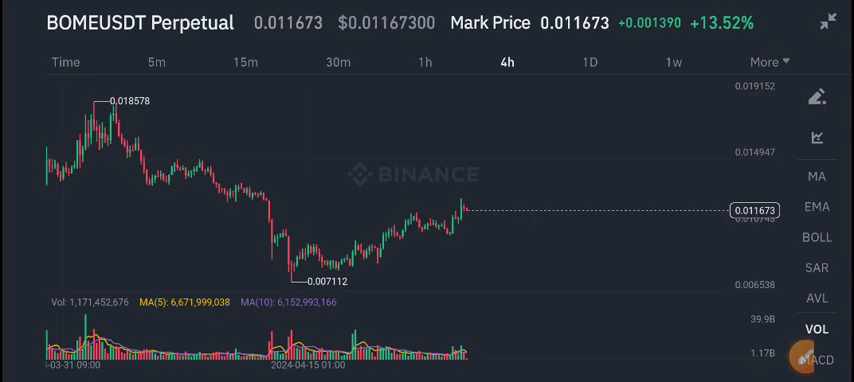 BOMEUSDT Perpetual 0.011673 $0.01167300 Mark Price 0.011673 +0.001390 +13.52%
Time 5m 15m 30m 1h 4h 1D 1w More
0.019152
0.018578
0.014947
MA
BINANCE
EMA
0.011673
BOLL
SAR
0.007112
0.006538
AVL
Vol: 1,171,452,676 MA(5): 6,671,999,038 MA(10): 6,152,993,166
39.9B
VOL
1.17B
MACD
-03-31 09:00 2024-04-15 01:00